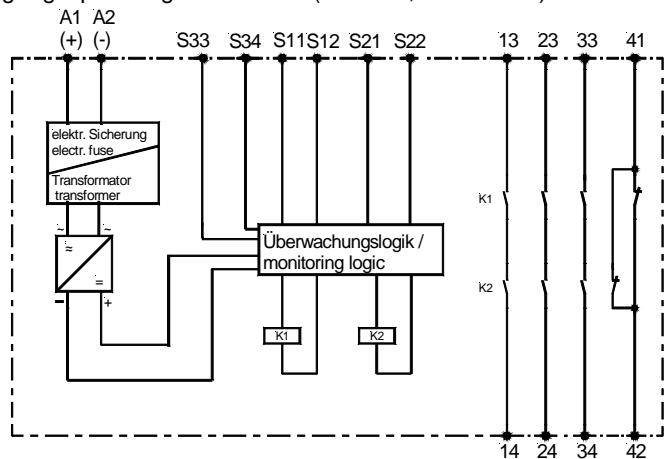 A1 A2
(+) (-) S33 S34 S11 S12 S21 S22 13 23 33 41
elektr. Sicherung
electr. fuse
Transformator
transformer
K1
~ ~
≈
Überwachungslogik /
monitoring logic
=
K2
- +
K1 K2
14 24 34 42